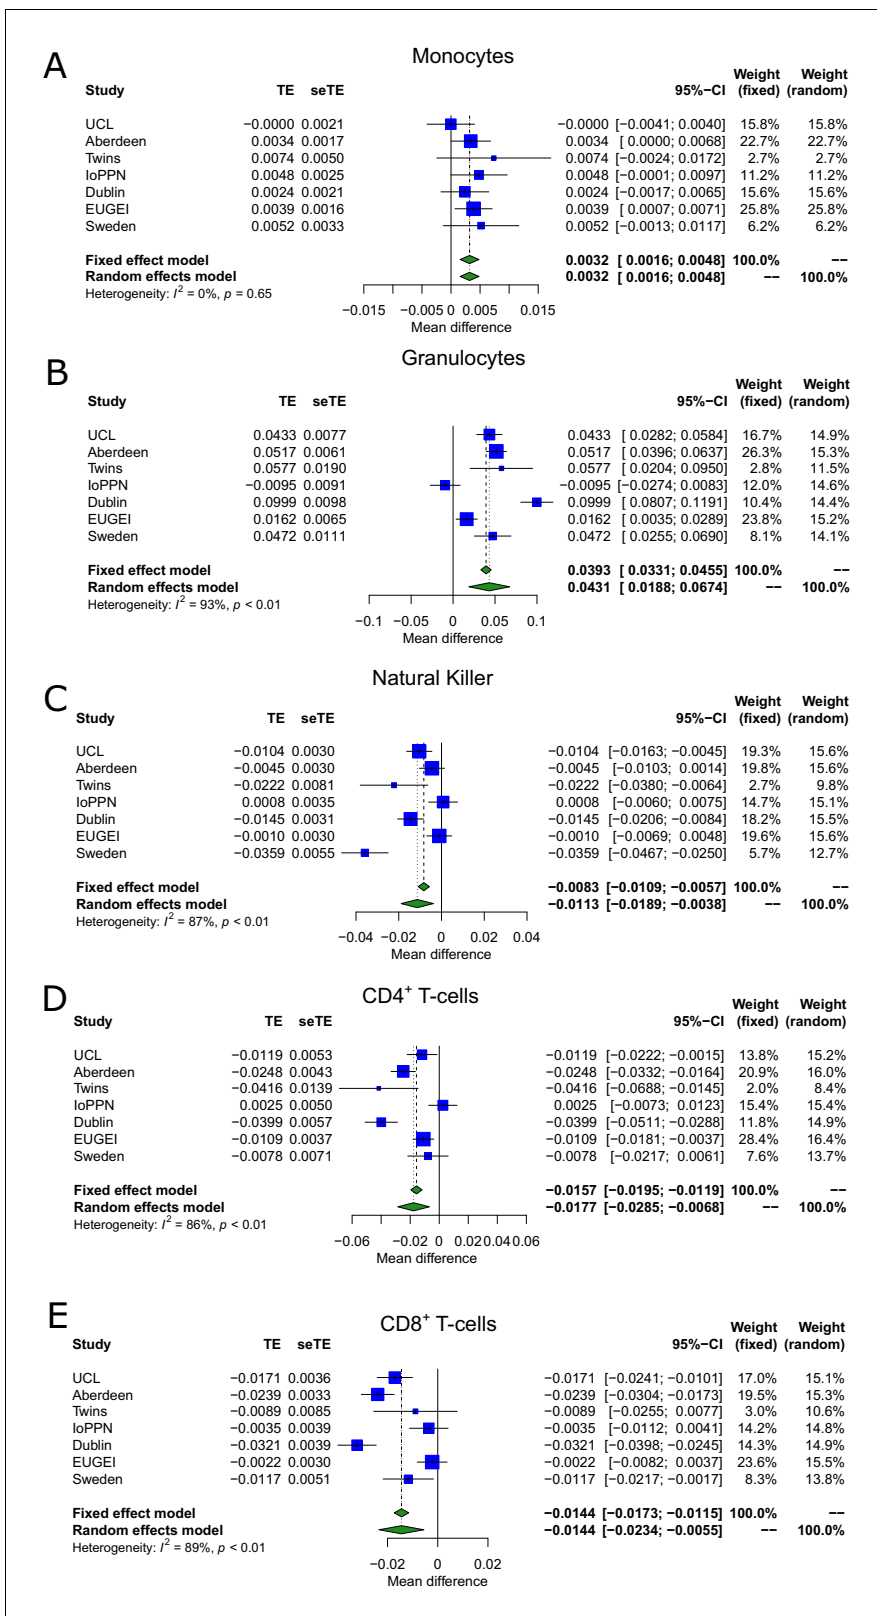 A
Monocytes
Weight Weight
Study TE seTE 95%−CI (fixed) (random)
UCL −0.0000 0.0021 −0.0000 [−0.0041; 0.0040] 15.8% 15.8%
Aberdeen 0.0034 0.0017 0.0034 [ 0.0000; 0.0068] 22.7% 22.7%
Twins 0.0074 0.0050 0.0074 [−0.0024; 0.0172] 2.7% 2.7%
IoPPN 0.0048 0.0025 0.0048 [−0.0001; 0.0097] 11.2% 11.2%
Dublin 0.0024 0.0021 0.0024 [−0.0017; 0.0065] 15.6% 15.6%
EUGEI 0.0039 0.0016 0.0039 [ 0.0007; 0.0071] 25.8% 25.8%
Sweden 0.0052 0.0033 0.0052 [−0.0013; 0.0117] 6.2% 6.2%
Fixed effect model 0.0032 [ 0.0016; 0.0048] 100.0% −−
Random effects model 0.0032 [ 0.0016; 0.0048] −− 100.0%
Heterogeneity: I² = 0%, p = 0.65
−0.015 −0.005 0 0.005 0.015
Mean difference
B
Granulocytes
Weight Weight
Study TE seTE 95%−CI (fixed) (random)
UCL 0.0433 0.0077 0.0433 [ 0.0282; 0.0584] 16.7% 14.9%
Aberdeen 0.0517 0.0061 0.0517 [ 0.0396; 0.0637] 26.3% 15.3%
Twins 0.0577 0.0190 0.0577 [ 0.0204; 0.0950] 2.8% 11.5%
IoPPN −0.0095 0.0091 −0.0095 [−0.0274; 0.0083] 12.0% 14.6%
Dublin 0.0999 0.0098 0.0999 [ 0.0807; 0.1191] 10.4% 14.4%
EUGEI 0.0162 0.0065 0.0162 [ 0.0035; 0.0289] 23.8% 15.2%
Sweden 0.0472 0.0111 0.0472 [ 0.0255; 0.0690] 8.1% 14.1%
Fixed effect model 0.0393 [ 0.0331; 0.0455] 100.0% −−
Random effects model 0.0431 [ 0.0188; 0.0674] −− 100.0%
Heterogeneity: I² = 93%, p < 0.01
−0.1 −0.05 0 0.05 0.1
Mean difference
C
Natural Killer
Weight Weight
Study TE seTE 95%−CI (fixed) (random)
UCL −0.0104 0.0030 −0.0104 [−0.0163; −0.0045] 19.3% 15.6%
Aberdeen −0.0045 0.0030 −0.0045 [−0.0103; 0.0014] 19.8% 15.6%
Twins −0.0222 0.0081 −0.0222 [−0.0380; −0.0064] 2.7% 9.8%
IoPPN 0.0008 0.0035 0.0008 [−0.0060; 0.0075] 14.7% 15.1%
Dublin −0.0145 0.0031 −0.0145 [−0.0206; −0.0084] 18.2% 15.5%
EUGEI −0.0010 0.0030 −0.0010 [−0.0069; 0.0048] 19.6% 15.6%
Sweden −0.0359 0.0055 −0.0359 [−0.0467; −0.0250] 5.7% 12.7%
Fixed effect model −0.0083 [−0.0109; −0.0057] 100.0% −−
Random effects model −0.0113 [−0.0189; −0.0038] −− 100.0%
Heterogeneity: I² = 87%, p < 0.01
−0.04 −0.02 0 0.02 0.04
Mean difference
D
CD4⁺ T-cells
Weight Weight
Study TE seTE 95%−CI (fixed) (random)
UCL −0.0119 0.0053 −0.0119 [−0.0222; −0.0015] 13.8% 15.2%
Aberdeen −0.0248 0.0043 −0.0248 [−0.0332; −0.0164] 20.9% 16.0%
Twins −0.0416 0.0139 −0.0416 [−0.0688; −0.0145] 2.0% 8.4%
IoPPN 0.0025 0.0050 0.0025 [−0.0073; 0.0123] 15.4% 15.4%
Dublin −0.0399 0.0057 −0.0399 [−0.0511; −0.0288] 11.8% 14.9%
EUGEI −0.0109 0.0037 −0.0109 [−0.0181; −0.0037] 28.4% 16.4%
Sweden −0.0078 0.0071 −0.0078 [−0.0217; 0.0061] 7.6% 13.7%
Fixed effect model −0.0157 [−0.0195; −0.0119] 100.0% −−
Random effects model −0.0177 [−0.0285; −0.0068] −− 100.0%
Heterogeneity: I² = 86%, p < 0.01
−0.06 −0.02 0 0.02 0.04 0.06
Mean difference
E
CD8⁺ T-cells
Weight Weight
Study TE seTE 95%−CI (fixed) (random)
UCL −0.0171 0.0036 −0.0171 [−0.0241; −0.0101] 17.0% 15.1%
Aberdeen −0.0239 0.0033 −0.0239 [−0.0304; −0.0173] 19.5% 15.3%
Twins −0.0089 0.0085 −0.0089 [−0.0255; 0.0077] 3.0% 10.6%
IoPPN −0.0035 0.0039 −0.0035 [−0.0112; 0.0041] 14.2% 14.8%
Dublin −0.0321 0.0039 −0.0321 [−0.0398; −0.0245] 14.3% 14.9%
EUGEI −0.0022 0.0030 −0.0022 [−0.0082; 0.0037] 23.6% 15.5%
Sweden −0.0117 0.0051 −0.0117 [−0.0217; −0.0017] 8.3% 13.8%
Fixed effect model −0.0144 [−0.0173; −0.0115] 100.0% −−
Random effects model −0.0144 [−0.0234; −0.0055] −− 100.0%
Heterogeneity: I² = 89%, p < 0.01
−0.02 0 0.02
Mean difference